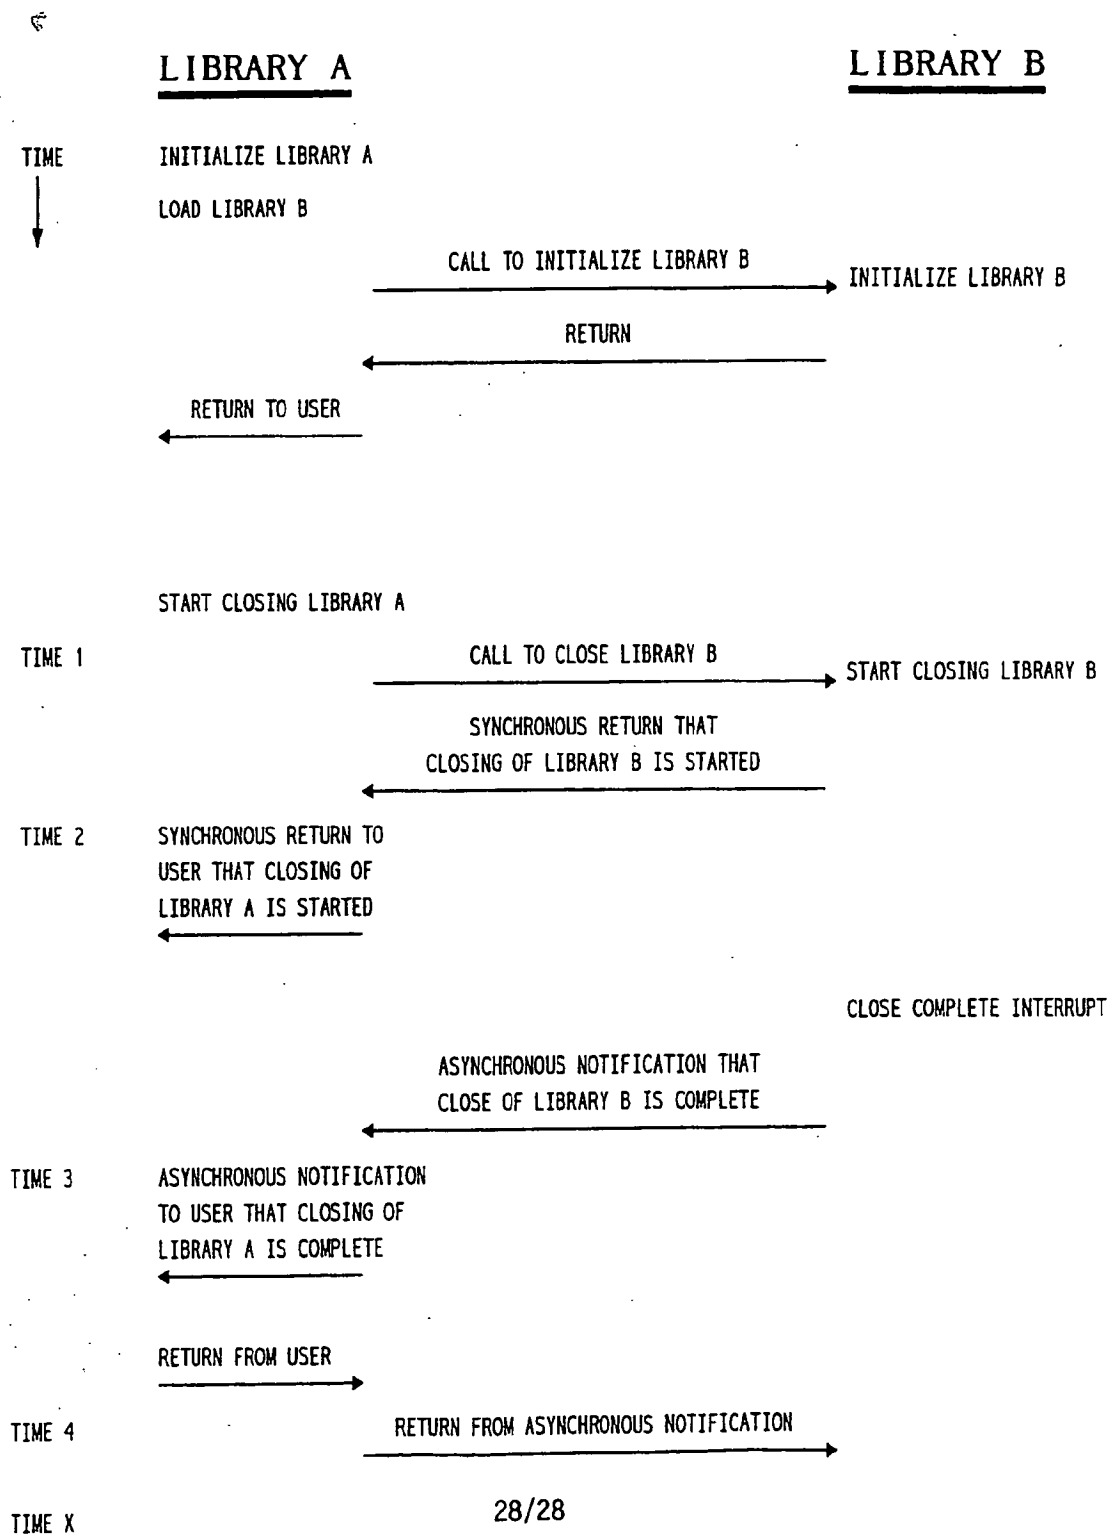 LIBRARY A
LIBRARY B
TIME
INITIALIZE LIBRARY A
LOAD LIBRARY B
CALL TO INITIALIZE LIBRARY B
INITIALIZE LIBRARY B
RETURN
RETURN TO USER
START CLOSING LIBRARY A
TIME 1
CALL TO CLOSE LIBRARY B
START CLOSING LIBRARY B
SYNCHRONOUS RETURN THAT
CLOSING OF LIBRARY B IS STARTED
TIME 2
SYNCHRONOUS RETURN TO
USER THAT CLOSING OF
LIBRARY A IS STARTED
CLOSE COMPLETE INTERRUPT
ASYNCHRONOUS NOTIFICATION THAT
CLOSE OF LIBRARY B IS COMPLETE
TIME 3
ASYNCHRONOUS NOTIFICATION
TO USER THAT CLOSING OF
LIBRARY A IS COMPLETE
RETURN FROM USER
TIME 4
RETURN FROM ASYNCHRONOUS NOTIFICATION
TIME X
28/28